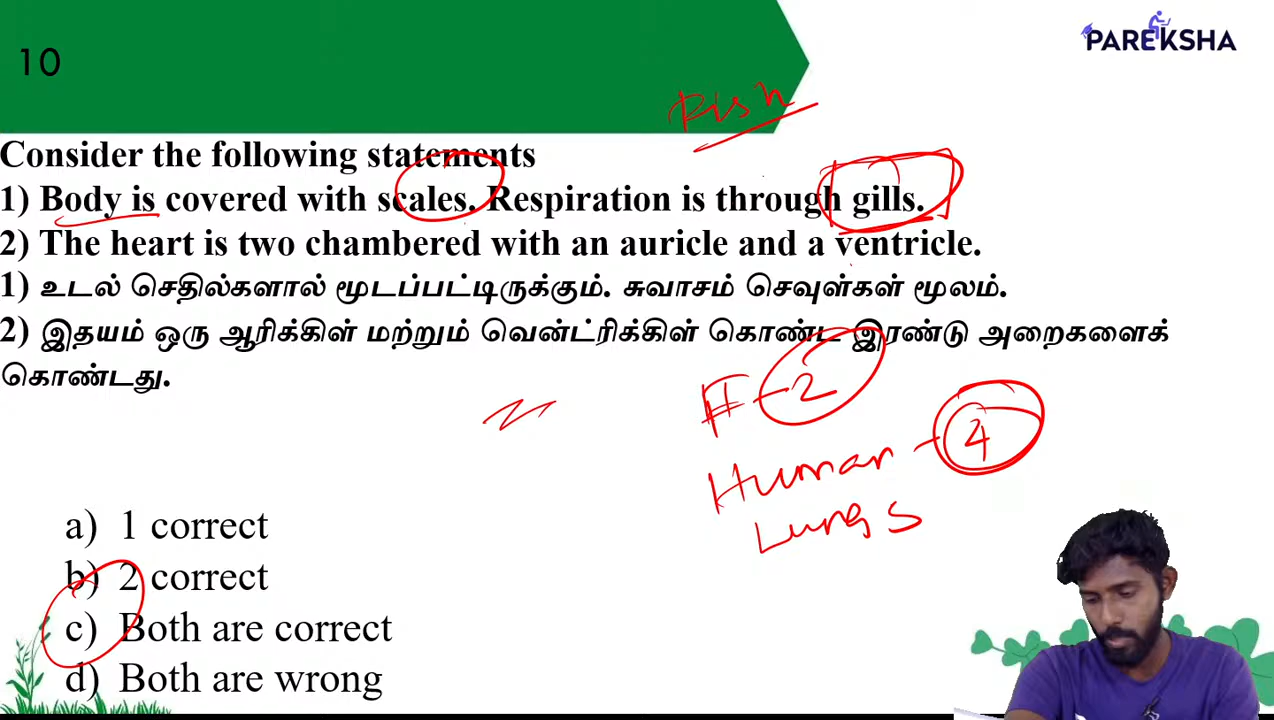 10
PAREKSHA
Fish
Consider the following statements
1) Body is covered with scales. Respiration is through gills.
2) The heart is two chambered with an auricle and a ventricle.
1) உடல் செதில்களால் மூடப்பட்டிருக்கும். சுவாசம் செவுள்கள் மூலம்.
2) இதயம் ஒரு ஆரிக்கிள் மற்றும் வென்ட்ரிக்கிள் கொண்ட இரண்டு அறைகளைக்
கொண்டது.
F - 2
Human - 4
Lungs
a) 1 correct
b) 2 correct
c) Both are correct
d) Both are wrong